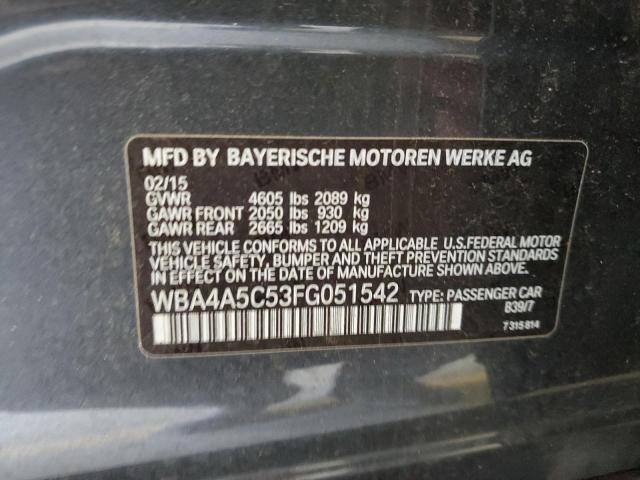 MFD BY BAYERISCHE MOTOREN WERKE AG
02/15
GVWR 4605 lbs 2089 kg
GAWR FRONT 2050 lbs 930 kg
GAWR REAR 2665 lbs 1209 kg
THIS VEHICLE CONFORMS TO ALL APPLICABLE U.S.FEDERAL MOTOR
VEHICLE SAFETY, BUMPER AND THEFT PREVENTION STANDARDS
IN EFFECT ON THE DATE OF MANUFACTURE SHOWN ABOVE.
WBA4A5C53FG051542 TYPE: PASSENGER CAR
B39/7
7315814